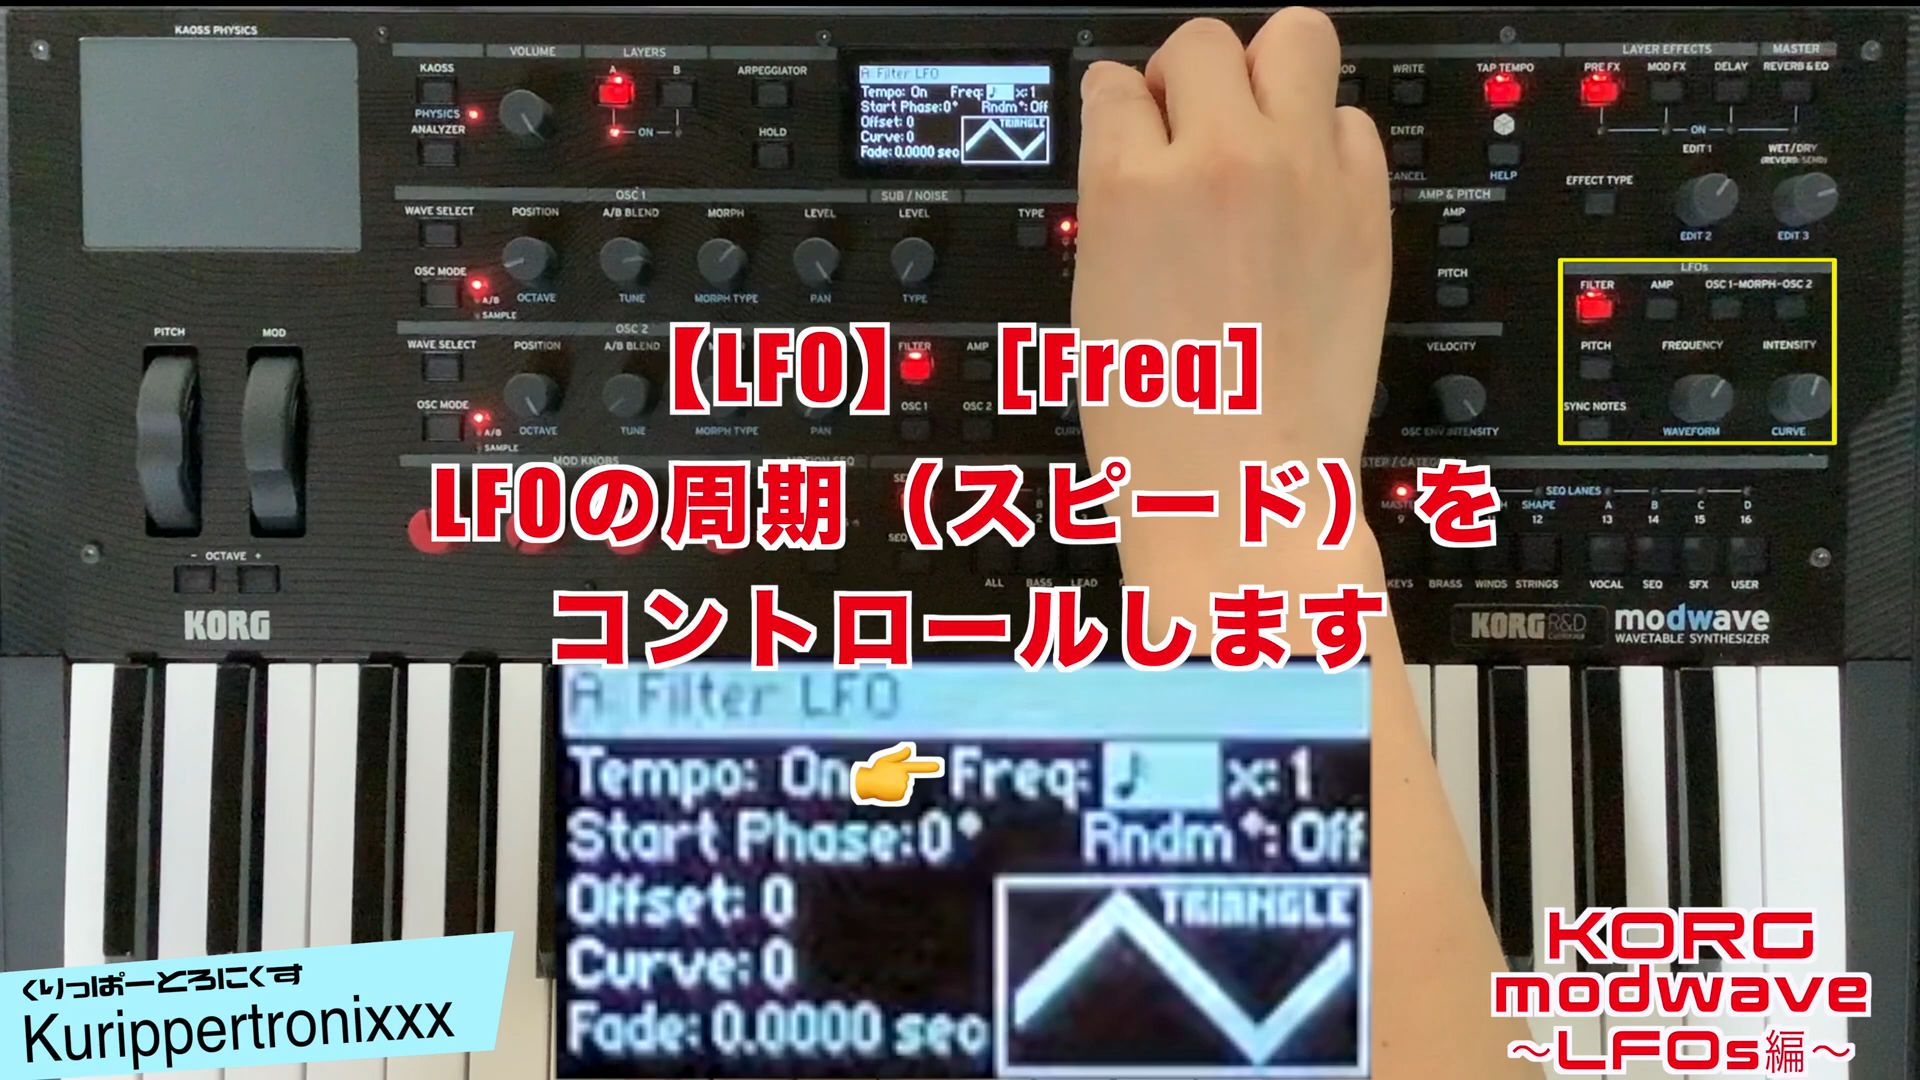 KAOSS PHYSICS
VOLUME
LAYERS
LAYER EFFECTS
MASTER
KAOSS
A
B
ARPEGGIATOR
WRITE
TAP TEMPO
PRE FX
MOD FX
DELAY
REVERB & EQ
A: Filter LFO
Tempo: On Freq: ♪ x:1
Start Phase:0° Rndm°: Off
Offset: 0
Curve: 0
Fade: 0.0000 sec
TRIANGLE
PHYSICS
ANALYZER
ON
HOLD
ENTER
ON
EDIT 1
WET/DRY
(REVERB: SEND)
HELP
EFFECT TYPE
OSC 1
SUB / NOISE
AMP & PITCH
WAVE SELECT
POSITION
A/B BLEND
MORPH
LEVEL
LEVEL
TYPE
AMP
EDIT 2
EDIT 3
OSC MODE
A/B
SAMPLE
OCTAVE
TUNE
MORPH TYPE
PAN
TYPE
PITCH
LFOs
FILTER
AMP
OSC 1-MORPH-OSC 2
PITCH
MOD
OSC 2
WAVE SELECT
POSITION
A/B BLEND
FILTER
AMP
VELOCITY
PITCH
FREQUENCY
INTENSITY
【LFO】［Freq］
OSC MODE
A/B
SAMPLE
OCTAVE
TUNE
MORPH TYPE
PAN
OSC 1
OSC 2
OSC ENV INTENSITY
SYNC NOTES
WAVEFORM
CURVE
MOD KNOBS
SEQ LANES
SHAPE
A
B
C
D
9
12
13
14
15
16
LFOの周期（スピード）を
− OCTAVE +
ALL
BASS
LEAD
KEYS
BRASS
WINDS
STRINGS
VOCAL
SEQ
SFX
USER
コントロールします
KORG
KORG R&D
California
modwave
WAVETABLE SYNTHESIZER
A: Filter LFO
Tempo: On 👉 Freq: ♪ x:1
Start Phase:0° Rndm°: Off
Offset: 0
Curve: 0
Fade: 0.0000 sec
TRIANGLE
くりっぱーとろにくす
Kurippertronixxx
KORG
modwave
～LFOs編～